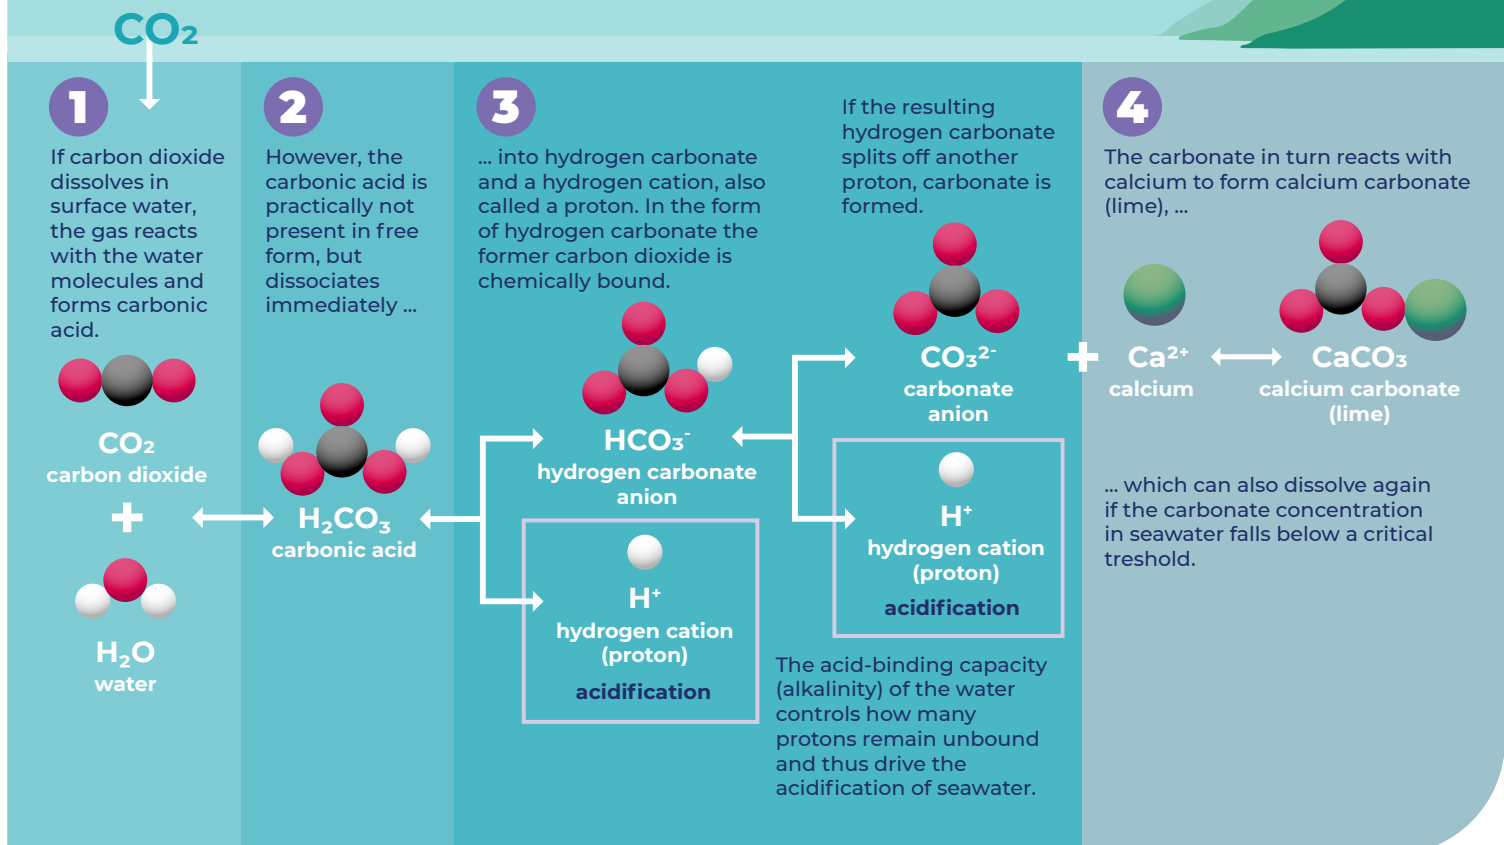 CO₂
1
If carbon dioxide
dissolves in
surface water,
the gas reacts
with the water
molecules and
forms carbonic
acid.
CO₂
carbon dioxide
+
H₂O
water
2
However, the
carbonic acid is
practically not
present in free
form, but
dissociates
immediately ...
H₂CO₃
carbonic acid
3
... into hydrogen carbonate
and a hydrogen cation, also
called a proton. In the form
of hydrogen carbonate the
former carbon dioxide is
chemically bound.
HCO₃⁻
hydrogen carbonate
anion
H⁺
hydrogen cation
(proton)
acidification
If the resulting
hydrogen carbonate
splits off another
proton, carbonate is
formed.
CO₃²⁻
carbonate
anion
H⁺
hydrogen cation
(proton)
acidification
The acid-binding capacity
(alkalinity) of the water
controls how many
protons remain unbound
and thus drive the
acidification of seawater.
4
The carbonate in turn reacts with
calcium to form calcium carbonate
(lime), ...
+
Ca²⁺
calcium
CaCO₃
calcium carbonate
(lime)
... which can also dissolve again
if the carbonate concentration
in seawater falls below a critical
treshold.